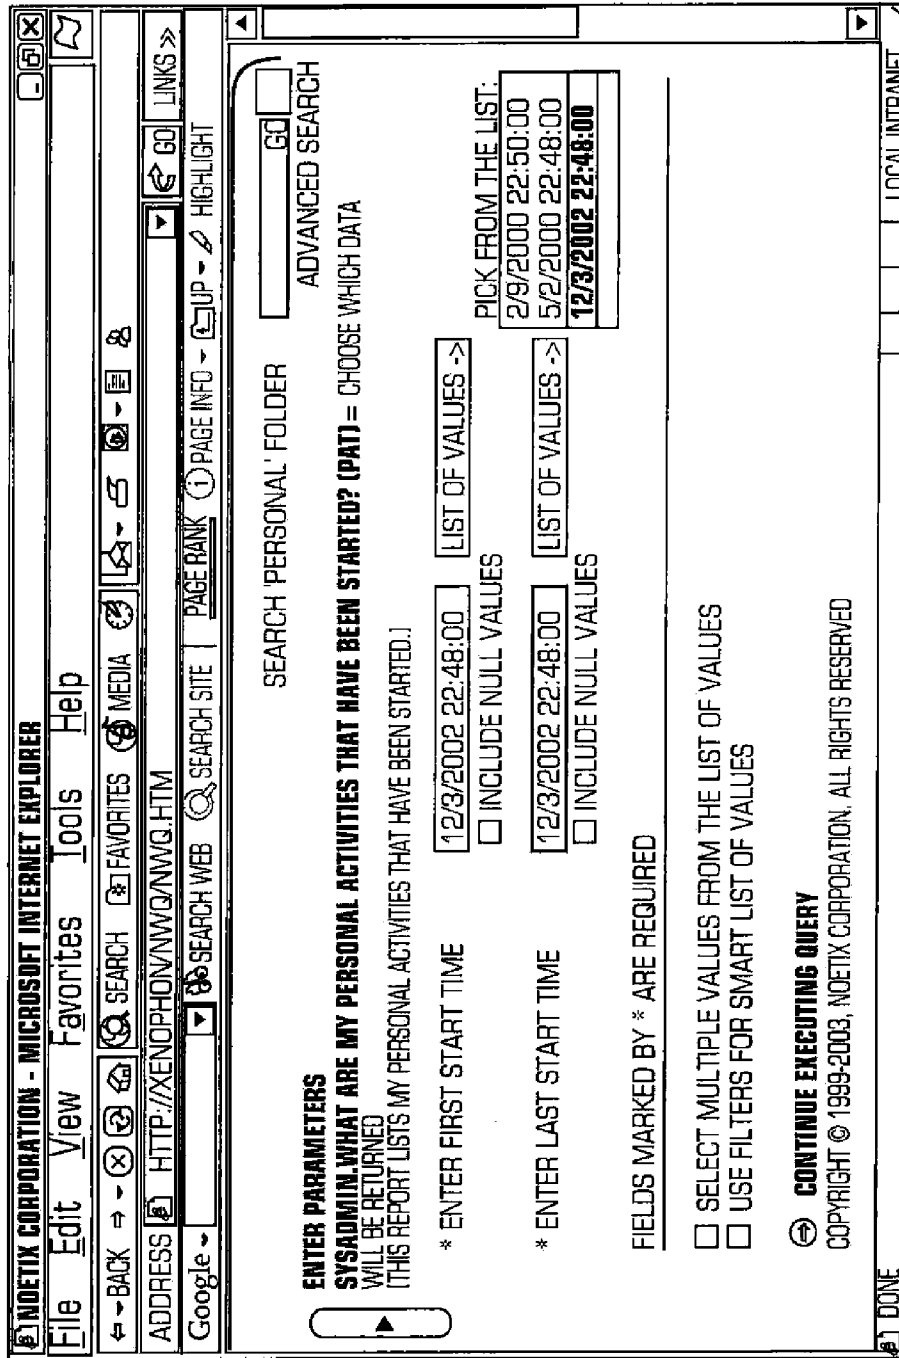 NOETIX CORPORATION - MICROSOFT INTERNET EXPLORER
File Edit View Favorites Tools Help
BACK SEARCH FAVORITES MEDIA
ADDRESS HTTP://XENOPHON/NWQ/NWQ.HTM GO LINKS >>
Google SEARCH WEB SEARCH SITE PAGE RANK PAGE INFO UP HIGHLIGHT
SEARCH 'PERSONAL' FOLDER GO
ADVANCED SEARCH
ENTER PARAMETERS
SYSADMIN.WHAT ARE MY PERSONAL ACTIVITIES THAT HAVE BEEN STARTED? (PAT) = CHOOSE WHICH DATA
WILL BE RETURNED
(THIS REPORT LISTS MY PERSONAL ACTIVITIES THAT HAVE BEEN STARTED.)
* ENTER FIRST START TIME 12/3/2002 22:48:00 LIST OF VALUES ->
INCLUDE NULL VALUES
PICK FROM THE LIST:
2/9/2000 22:50:00
5/2/2000 22:48:00
12/3/2002 22:48:00
* ENTER LAST START TIME 12/3/2002 22:48:00 LIST OF VALUES ->
INCLUDE NULL VALUES
FIELDS MARKED BY * ARE REQUIRED
SELECT MULTIPLE VALUES FROM THE LIST OF VALUES
USE FILTERS FOR SMART LIST OF VALUES
CONTINUE EXECUTING QUERY
COPYRIGHT © 1999-2003, NOETIX CORPORATION, ALL RIGHTS RESERVED
DONE LOCAL INTRANET